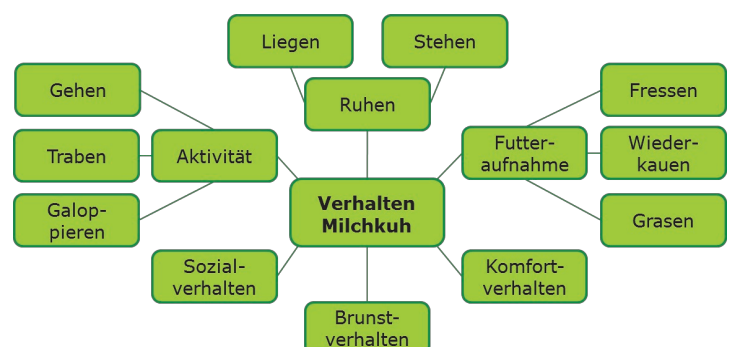 Liegen
Stehen
Gehen
Ruhen
Fressen
Traben
Aktivität
Futter-
aufnahme
Wieder-
kauen
Galop-
pieren
Verhalten
Milchkuh
Grasen
Sozial-
verhalten
Komfort-
verhalten
Brunst-
verhalten